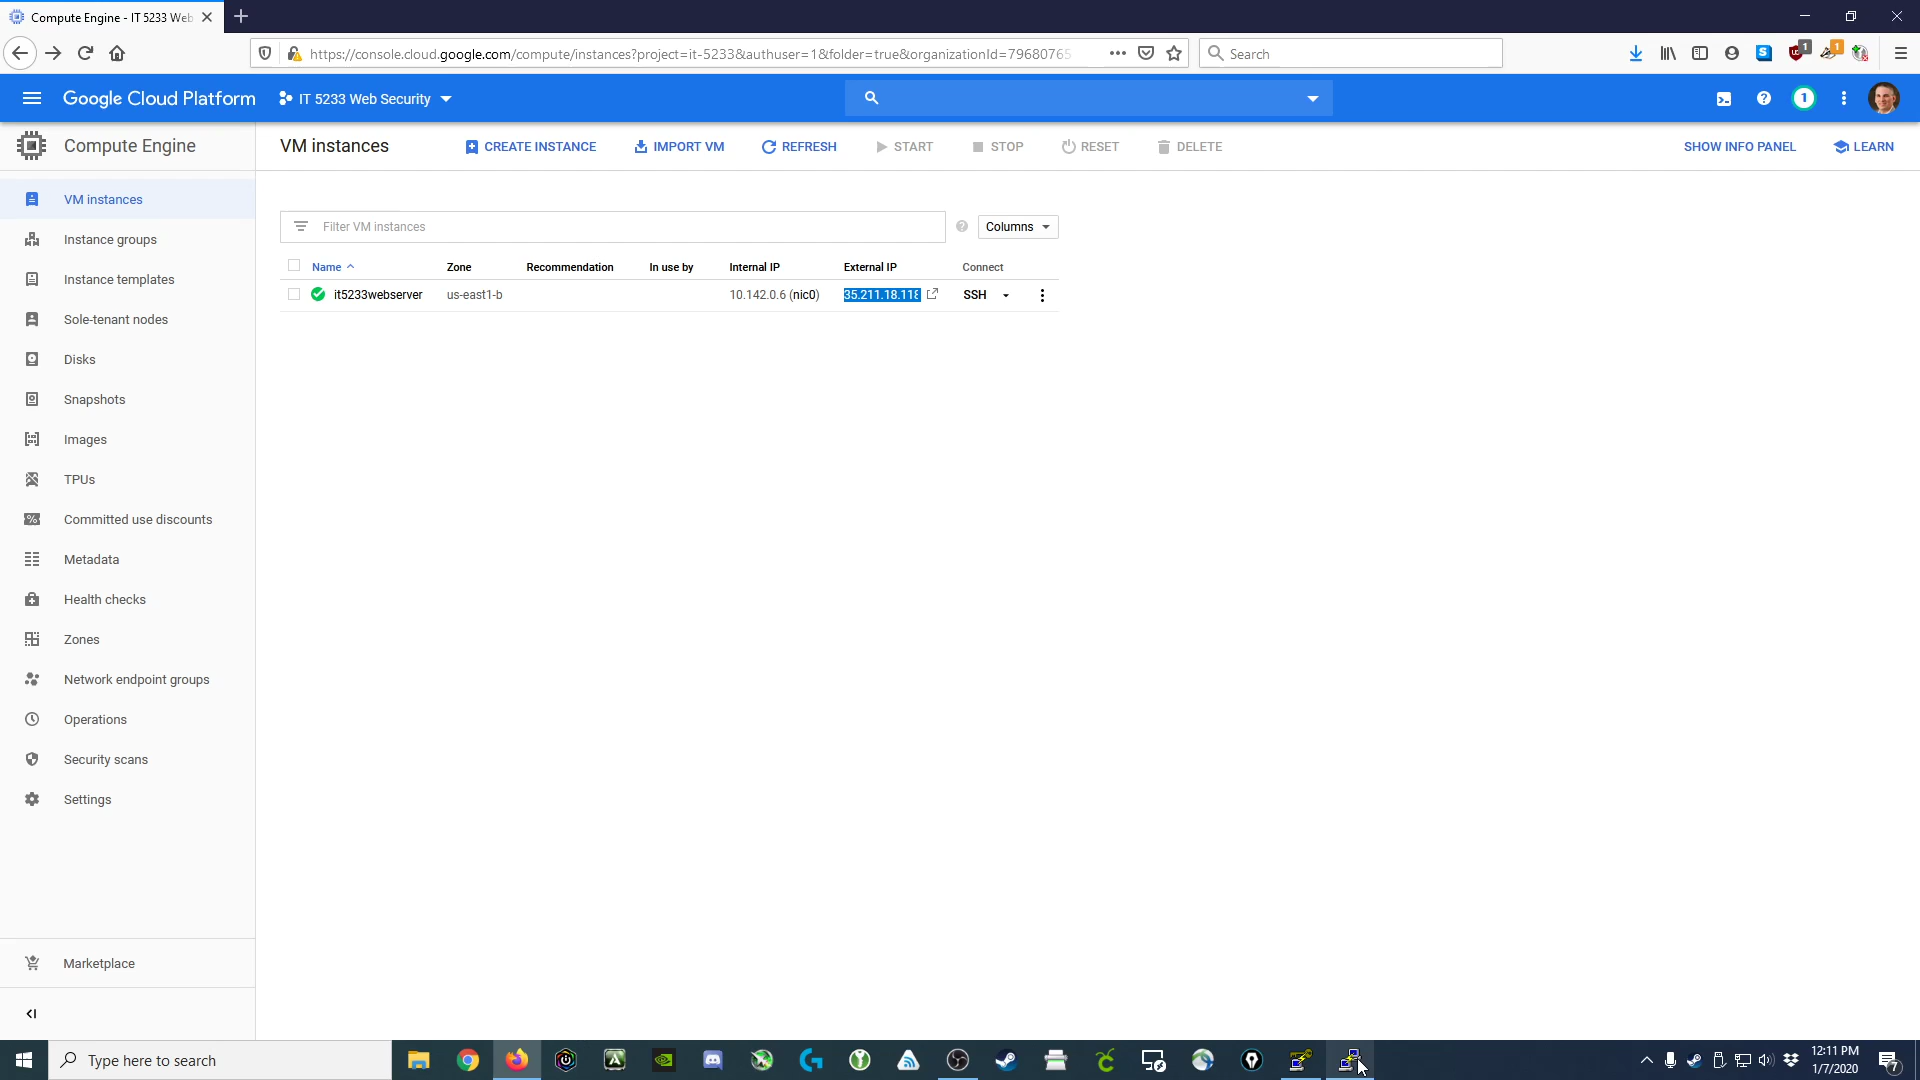 Compute Engine - IT 5233 Web
https://console.cloud.google.com/compute/instances?project=it-5233&authuser=1&folder=true&organizationId=79680765
Search
1
1
Google Cloud Platform
IT 5233 Web Security
1
Compute Engine
VM instances
CREATE INSTANCE
IMPORT VM
REFRESH
START
STOP
RESET
DELETE
SHOW INFO PANEL
LEARN
VM instances
Instance groups
Instance templates
Sole-tenant nodes
Disks
Snapshots
Images
TPUs
Committed use discounts
Metadata
Health checks
Zones
Network endpoint groups
Operations
Security scans
Settings
Marketplace
Filter VM instances
Columns
Name Zone Recommendation In use by Internal IP External IP Connect
it5233webserver us-east1-b 10.142.0.6 (nic0) 35.211.18.118 SSH
Type here to search
12:11 PM
1/7/2020
7